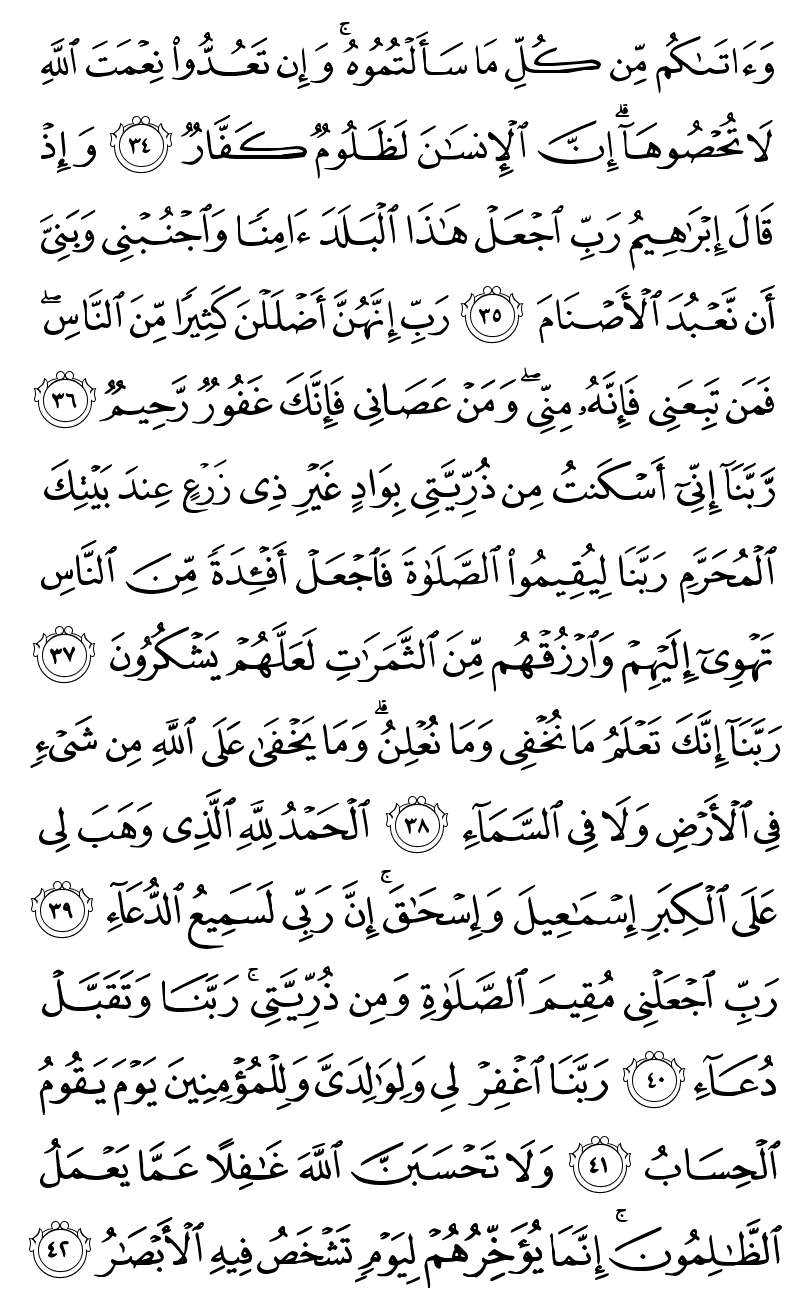 وَءَاتَىٰكُم مِّن كُلِّ مَا سَأَلْتُمُوهُ ۚ وَإِن تَعُدُّوا۟ نِعْمَتَ ٱللَّهِ
لَا تُحْصُوهَآ ۗ إِنَّ ٱلْإِنسَٰنَ لَظَلُومٌ كَفَّارٌ ٣٤ وَإِذْ
قَالَ إِبْرَٰهِيمُ رَبِّ ٱجْعَلْ هَٰذَا ٱلْبَلَدَ ءَامِنًا وَٱجْنُبْنِى وَبَنِىَّ
أَن نَّعْبُدَ ٱلْأَصْنَامَ ٣٥ رَبِّ إِنَّهُنَّ أَضْلَلْنَ كَثِيرًا مِّنَ ٱلنَّاسِ ۖ
فَمَن تَبِعَنِى فَإِنَّهُۥ مِنِّى ۖ وَمَنْ عَصَانِى فَإِنَّكَ غَفُورٌ رَّحِيمٌ ٣٦
رَّبَّنَآ إِنِّىٓ أَسْكَنتُ مِن ذُرِّيَّتِى بِوَادٍ غَيْرِ ذِى زَرْعٍ عِندَ بَيْتِكَ
ٱلْمُحَرَّمِ رَبَّنَا لِيُقِيمُوا۟ ٱلصَّلَوٰةَ فَٱجْعَلْ أَفْـِٔدَةً مِّنَ ٱلنَّاسِ
تَهْوِىٓ إِلَيْهِمْ وَٱرْزُقْهُم مِّنَ ٱلثَّمَرَٰتِ لَعَلَّهُمْ يَشْكُرُونَ ٣٧
رَبَّنَآ إِنَّكَ تَعْلَمُ مَا نُخْفِى وَمَا نُعْلِنُ ۗ وَمَا يَخْفَىٰ عَلَى ٱللَّهِ مِن شَىْءٍ
فِى ٱلْأَرْضِ وَلَا فِى ٱلسَّمَآءِ ٣٨ ٱلْحَمْدُ لِلَّهِ ٱلَّذِى وَهَبَ لِى
عَلَى ٱلْكِبَرِ إِسْمَٰعِيلَ وَإِسْحَٰقَ ۚ إِنَّ رَبِّى لَسَمِيعُ ٱلدُّعَآءِ ٣٩
رَبِّ ٱجْعَلْنِى مُقِيمَ ٱلصَّلَوٰةِ وَمِن ذُرِّيَّتِى ۚ رَبَّنَا وَتَقَبَّلْ
دُعَآءِ ٤٠ رَبَّنَا ٱغْفِرْ لِى وَلِوَٰلِدَىَّ وَلِلْمُؤْمِنِينَ يَوْمَ يَقُومُ
ٱلْحِسَابُ ٤١ وَلَا تَحْسَبَنَّ ٱللَّهَ غَٰفِلًا عَمَّا يَعْمَلُ
ٱلظَّٰلِمُونَ ۚ إِنَّمَا يُؤَخِّرُهُمْ لِيَوْمٍ تَشْخَصُ فِيهِ ٱلْأَبْصَٰرُ ٤٢